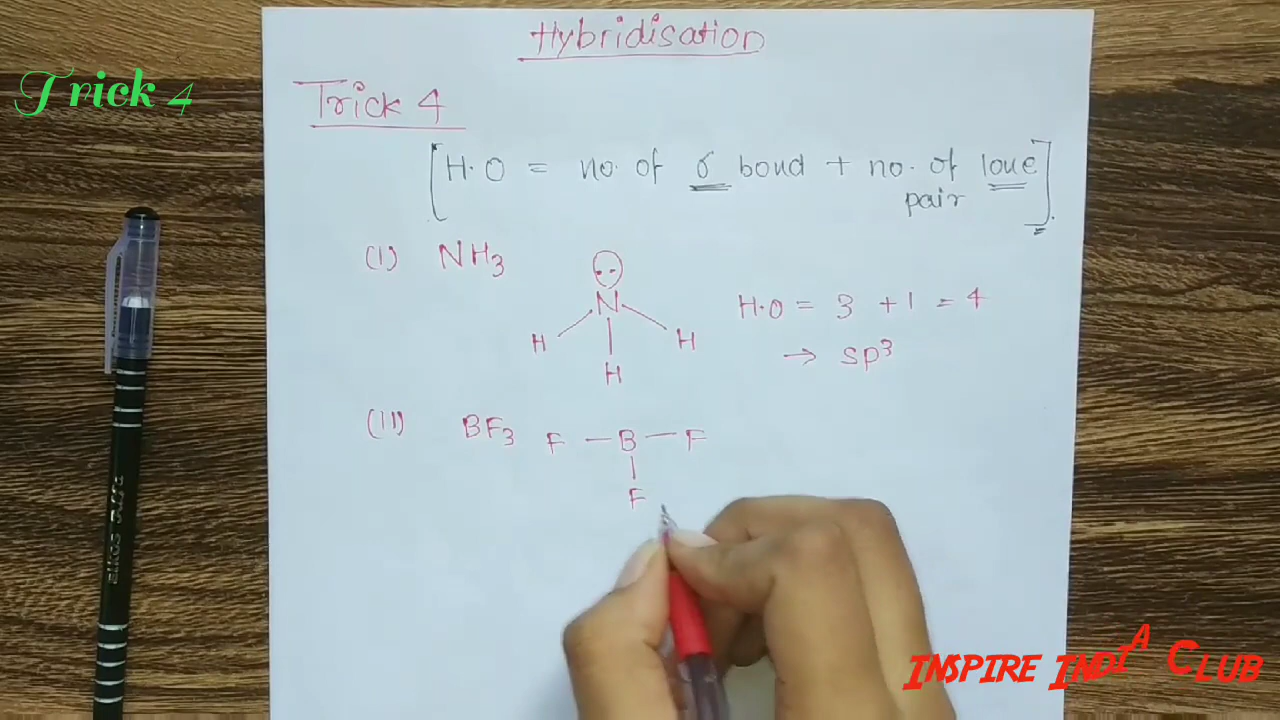 Hybridisation
Trick 4
Trick 4
[H.O = no. of σ bond + no. of lone pair].
(I) NH3
N
H H
H
H.O = 3 + 1 = 4
→ sp3
(II) BF3 F — B — F
F
INSPIRE INDIA CLUB